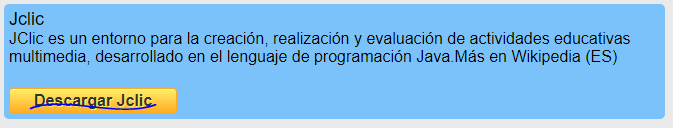 Jclic
JClic es un entorno para la creación, realización y evaluación de actividades educativas
multimedia, desarrollado en el lenguaje de programación Java.Más en Wikipedia (ES)
Descargar Jclic